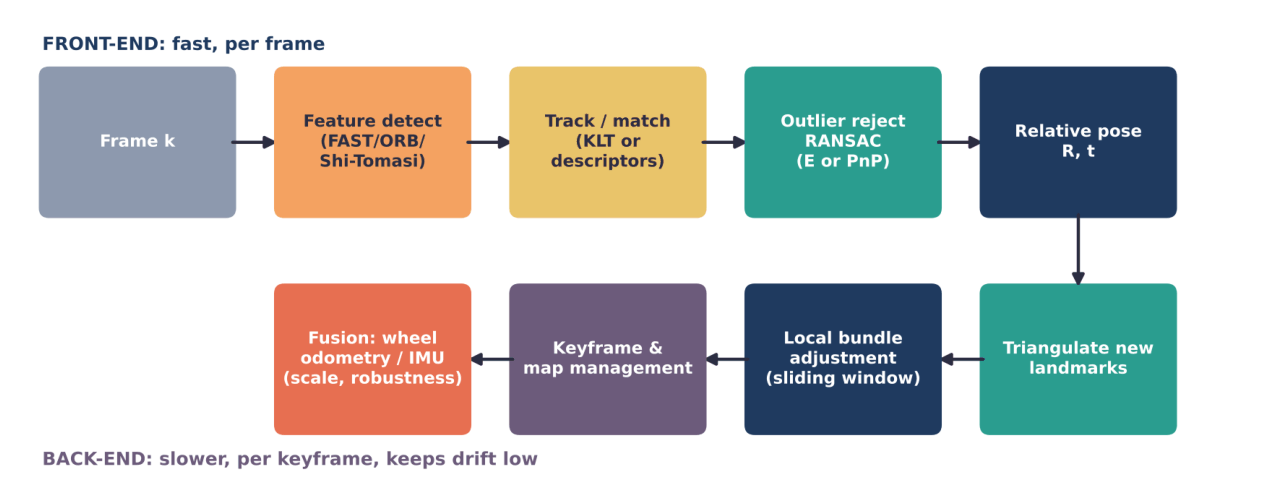 FRONT-END: fast, per frame
Frame k
Feature detect
(FAST/ORB/
Shi-Tomasi)
Track / match
(KLT or
descriptors)
Outlier reject
RANSAC
(E or PnP)
Relative pose
R, t
Fusion: wheel
odometry / IMU
(scale, robustness)
Keyframe &
map management
Local bundle
adjustment
(sliding window)
Triangulate new
landmarks
BACK-END: slower, per keyframe, keeps drift low